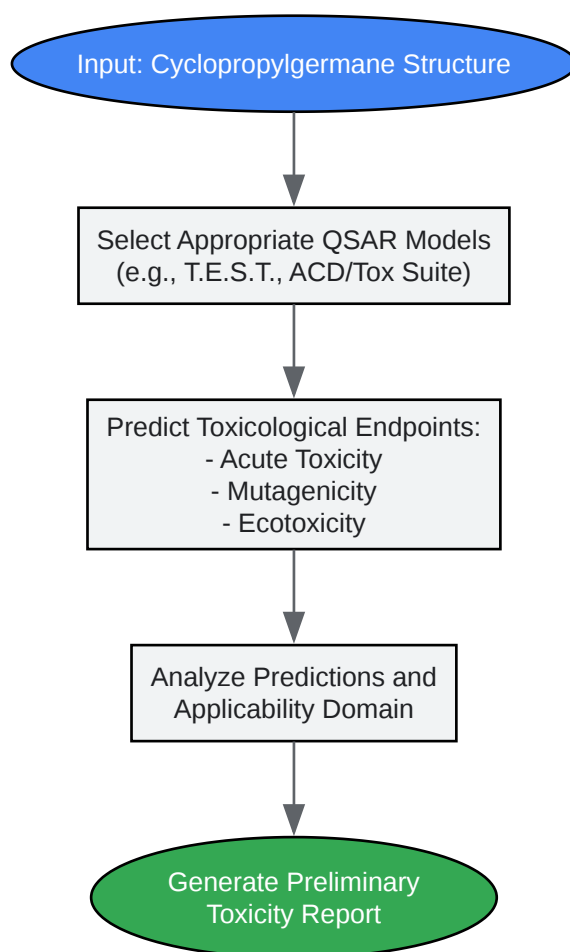 Input: Cyclopropylgermane Structure
Select Appropriate QSAR Models
(e.g., T.E.S.T., ACD/Tox Suite)
Predict Toxicological Endpoints:
- Acute Toxicity
- Mutagenicity
- Ecotoxicity
Analyze Predictions and
Applicability Domain
Generate Preliminary
Toxicity Report